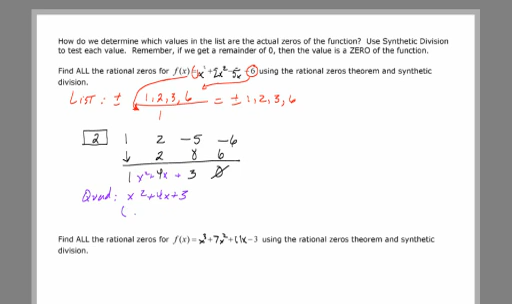 How do we determine which values in the list are the actual zeros of the function? Use Synthetic Division
to test each value. Remember, if we get a remainder of 0, then the value is a ZERO of the function.
Find ALL the rational zeros for f(x)=1x³+2x²-5x-6 using the rational zeros theorem and synthetic
division.
LIST: ± 1,2,3,6 = ± 1,2,3,6
1
2 1 2 -5 -6
↓ 2 8 6
1 x²+4x + 3 0
Quad: x²+4x+3
( .
Find ALL the rational zeros for f(x)=x³+7x²+11x-3 using the rational zeros theorem and synthetic
division.